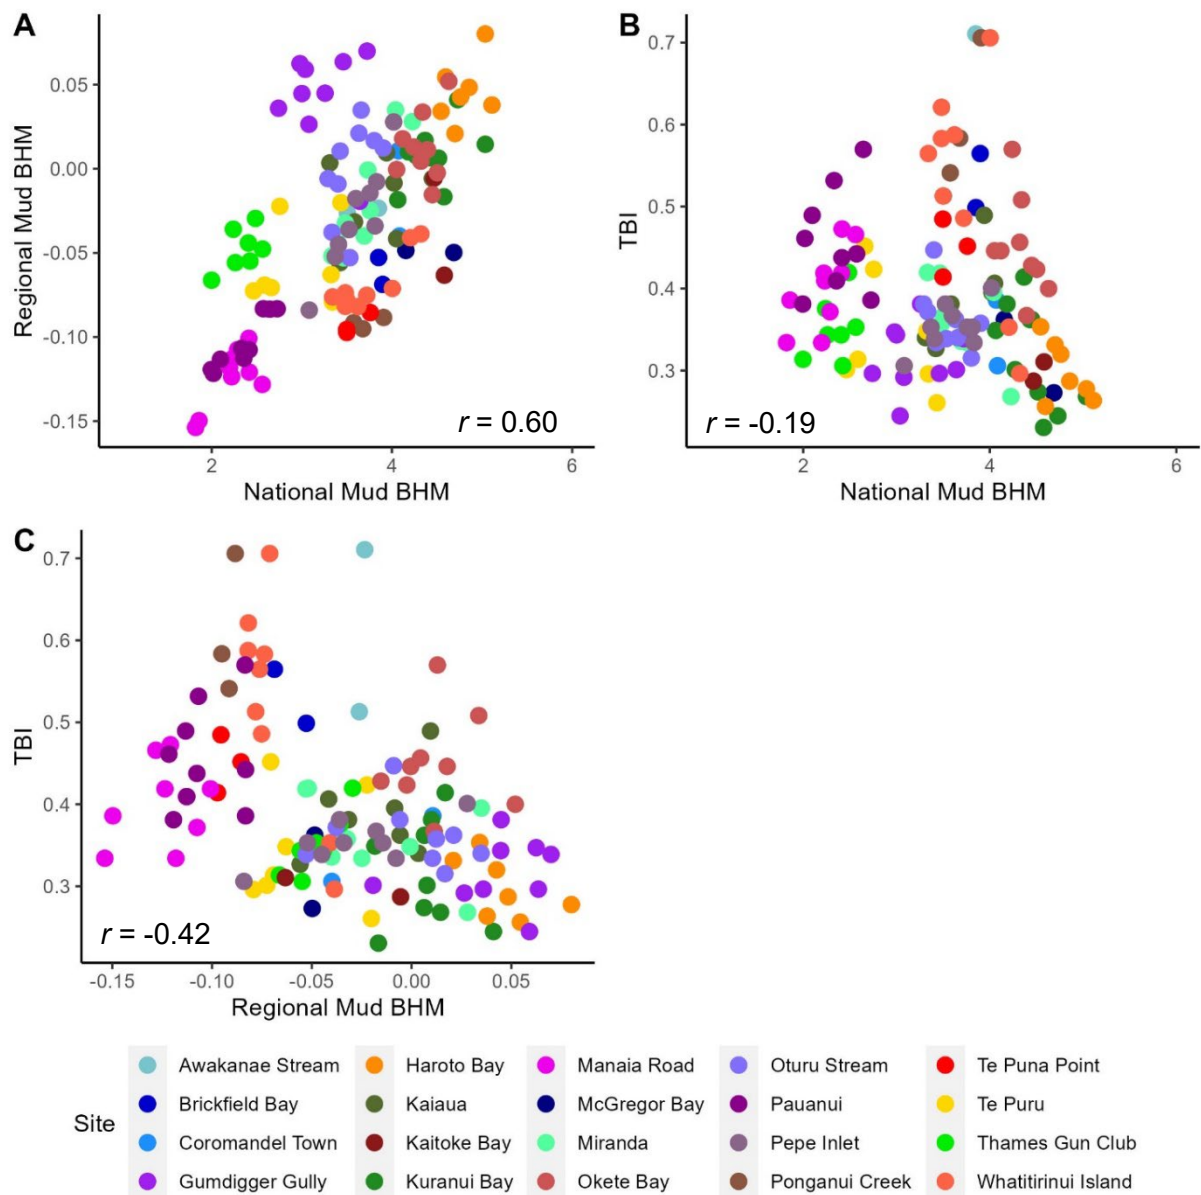 A
Regional Mud BHM
0.05
0.00
-0.05
-0.10
-0.15
r = 0.60
2 4 6
National Mud BHM
B
TBI
0.7
0.6
0.5
0.4
0.3
r = -0.19
2 4 6
National Mud BHM
C
TBI
0.7
0.6
0.5
0.4
0.3
r = -0.42
-0.15 -0.10 -0.05 0.00 0.05
Regional Mud BHM
Site
Awakanae Stream
Brickfield Bay
Coromandel Town
Gumdigger Gully
Haroto Bay
Kaiaua
Kaitoke Bay
Kuranui Bay
Manaia Road
McGregor Bay
Miranda
Okete Bay
Oturu Stream
Pauanui
Pepe Inlet
Ponganui Creek
Te Puna Point
Te Puru
Thames Gun Club
Whatitirinui Island